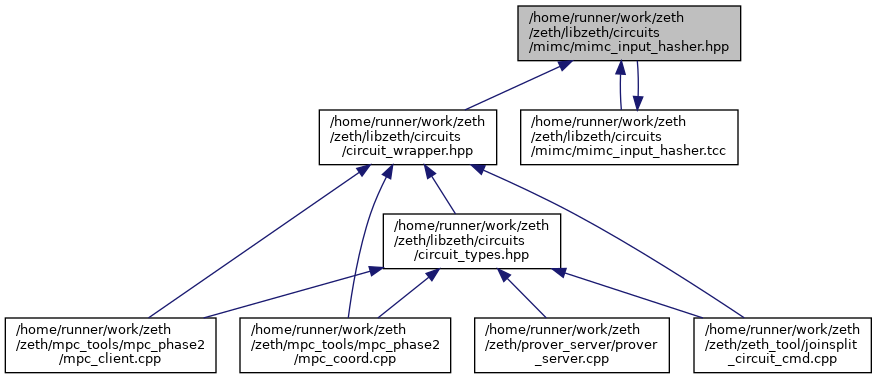 /home/runner/work/zeth
/zeth/libzeth/circuits
/mimc/mimc_input_hasher.hpp
/home/runner/work/zeth
/zeth/libzeth/circuits
/circuit_wrapper.hpp
/home/runner/work/zeth
/zeth/libzeth/circuits
/mimc/mimc_input_hasher.tcc
/home/runner/work/zeth
/zeth/libzeth/circuits
/circuit_types.hpp
/home/runner/work/zeth
/zeth/mpc_tools/mpc_phase2
/mpc_client.cpp
/home/runner/work/zeth
/zeth/mpc_tools/mpc_phase2
/mpc_coord.cpp
/home/runner/work/zeth
/zeth/prover_server/prover
_server.cpp
/home/runner/work/zeth
/zeth/zeth_tool/joinsplit
_circuit_cmd.cpp